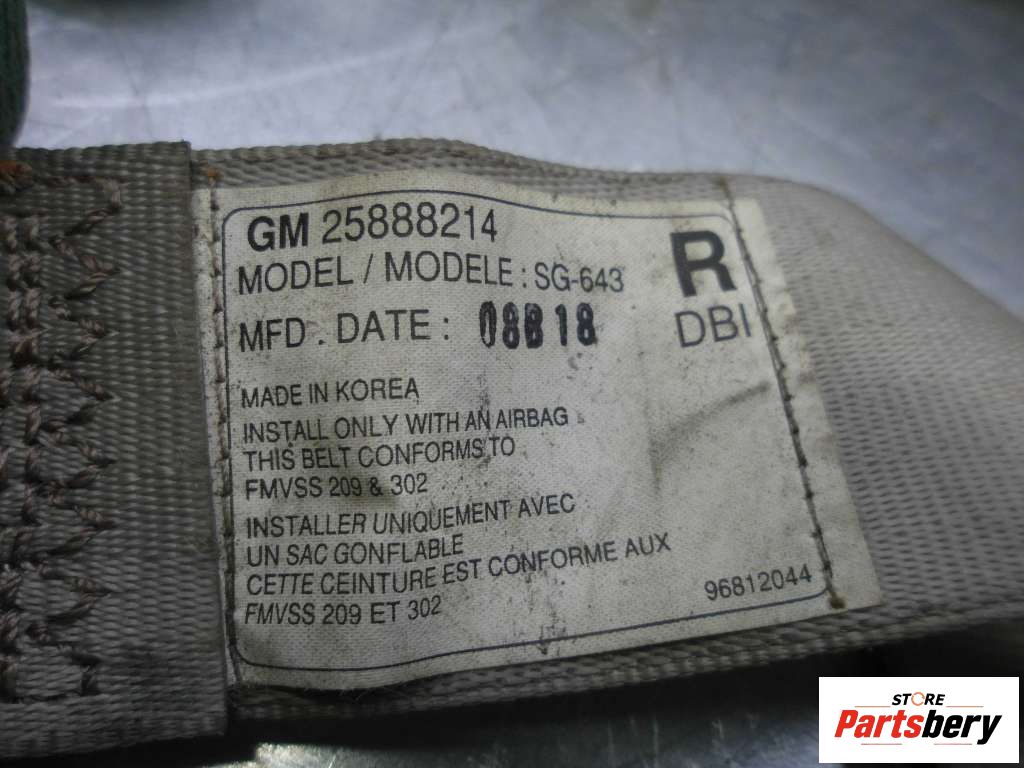 GM 25888214
MODEL / MODELE : SG-643
R
MFD . DATE :
DBI
MADE IN KOREA
INSTALL ONLY WITH AN AIRBAG
THIS BELT CONFORMS TO
FMVSS 209 & 302
INSTALLER UNIQUEMENT AVEC
UN SAC GONFLABLE
CETTE CEINTURE EST CONFORME AUX
FMVSS 209 ET 302
96812044
STORE
Partsbery